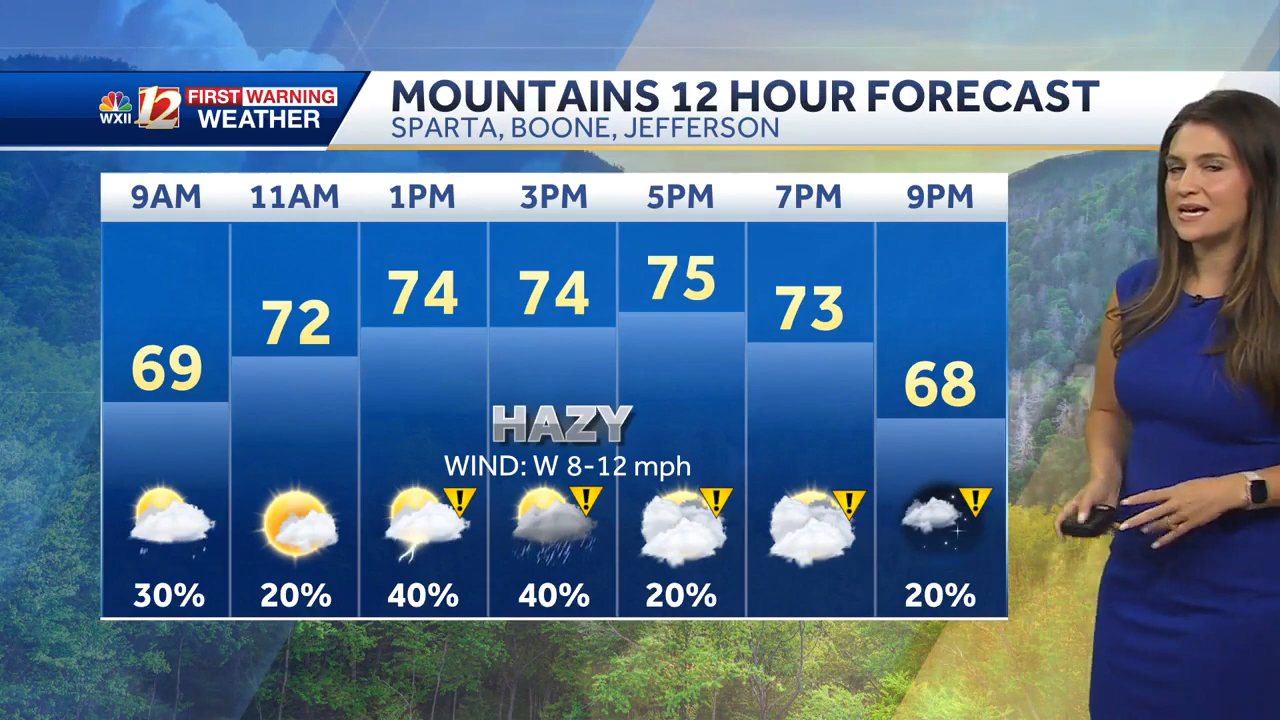 WXII 12 FIRST WARNING
WEATHER
MOUNTAINS 12 HOUR FORECAST
SPARTA, BOONE, JEFFERSON
9AM 11AM 1PM 3PM 5PM 7PM 9PM
69 72 74 74 75 73 68
HAZY
WIND: W 8-12 mph
! ! ! ! !
30% 20% 40% 40% 20% 20%